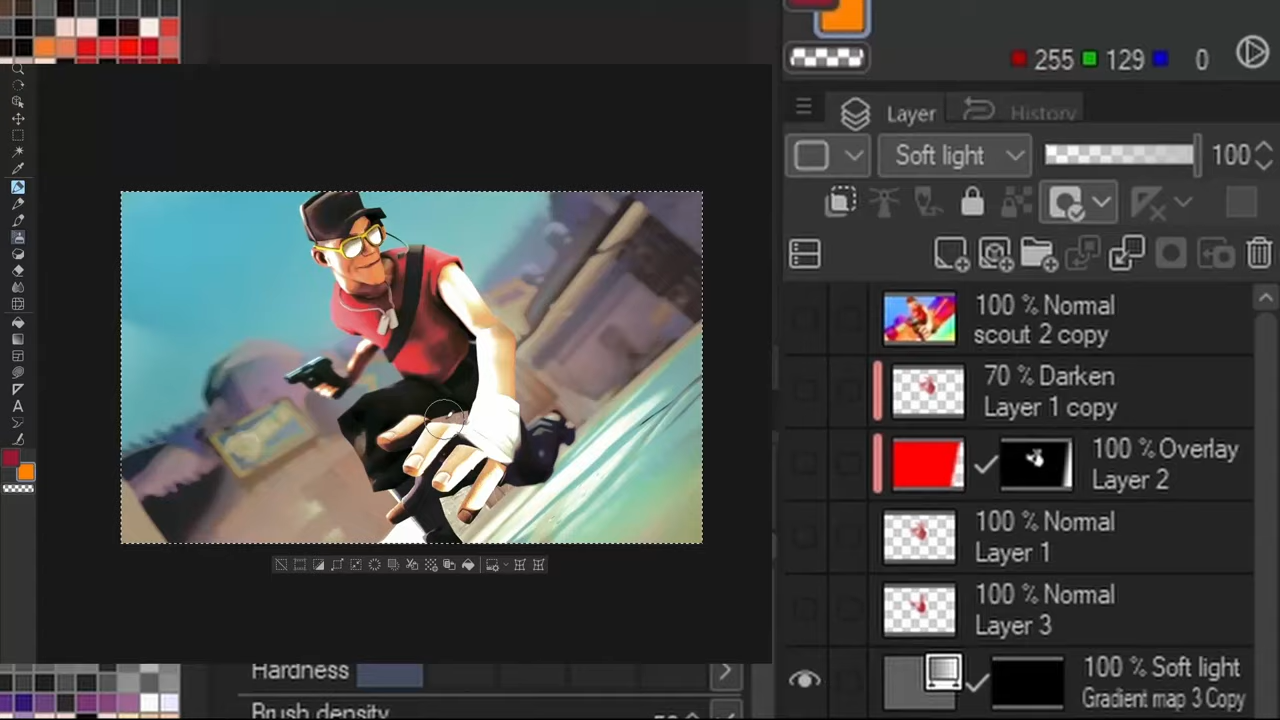 255 129 0
Layer History
Soft light 100
100 % Normal
scout 2 copy
70 % Darken
Layer 1 copy
100 % Overlay
Layer 2
100 % Normal
Layer 1
100 % Normal
Layer 3
100 % Soft light
Gradient map 3 Copy
Hardness
Brush density